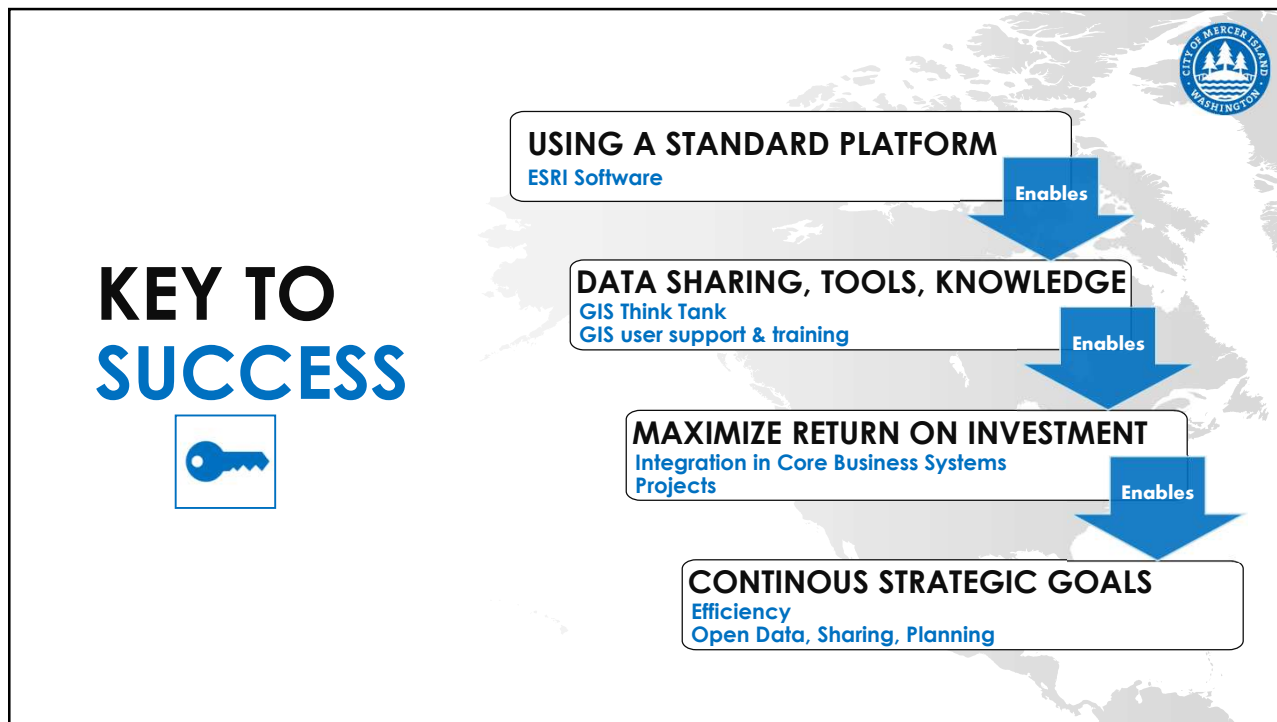 CITY OF MERCER ISLAND
WASHINGTON
KEY TO
SUCCESS
USING A STANDARD PLATFORM
ESRI Software
Enables
DATA SHARING, TOOLS, KNOWLEDGE
GIS Think Tank
GIS user support & training
Enables
MAXIMIZE RETURN ON INVESTMENT
Integration in Core Business Systems
Projects
Enables
CONTINOUS STRATEGIC GOALS
Efficiency
Open Data, Sharing, Planning